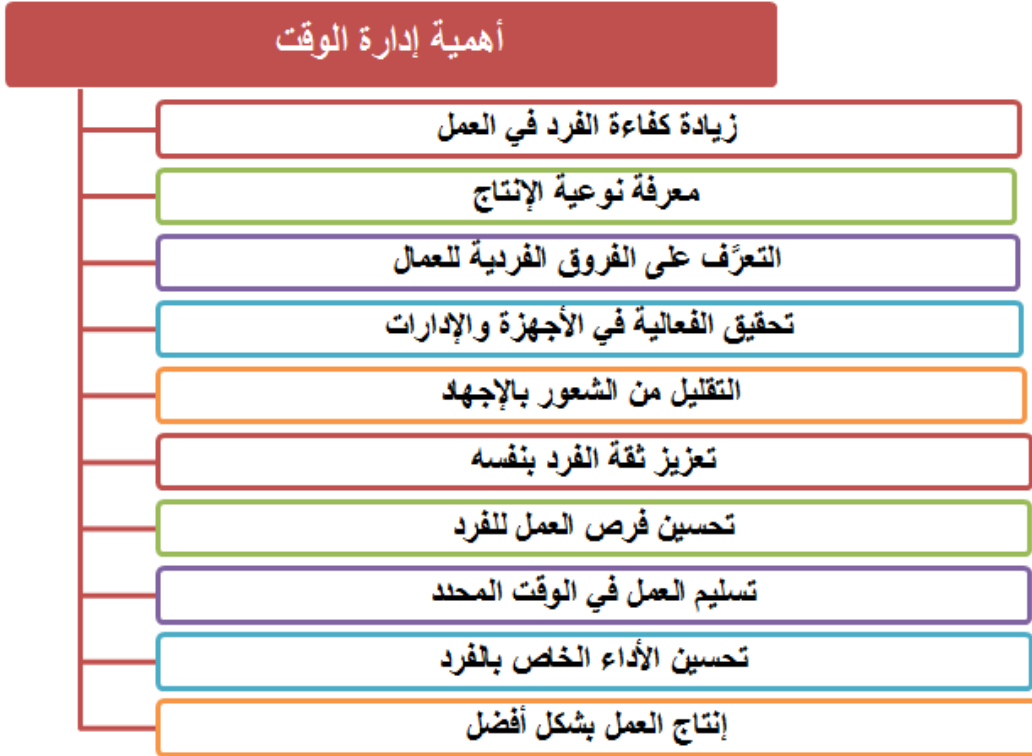 أهمية إدارة الوقت
زيادة كفاءة الفرد في العمل
معرفة نوعية الإنتاج
التعرَّف على الفروق الفردية للعمال
تحقيق الفعالية في الأجهزة والإدارات
التقليل من الشعور بالإجهاد
تعزيز ثقة الفرد بنفسه
تحسين فرص العمل للفرد
تسليم العمل في الوقت المحدد
تحسين الأداء الخاص بالفرد
إنتاج العمل بشكل أفضل